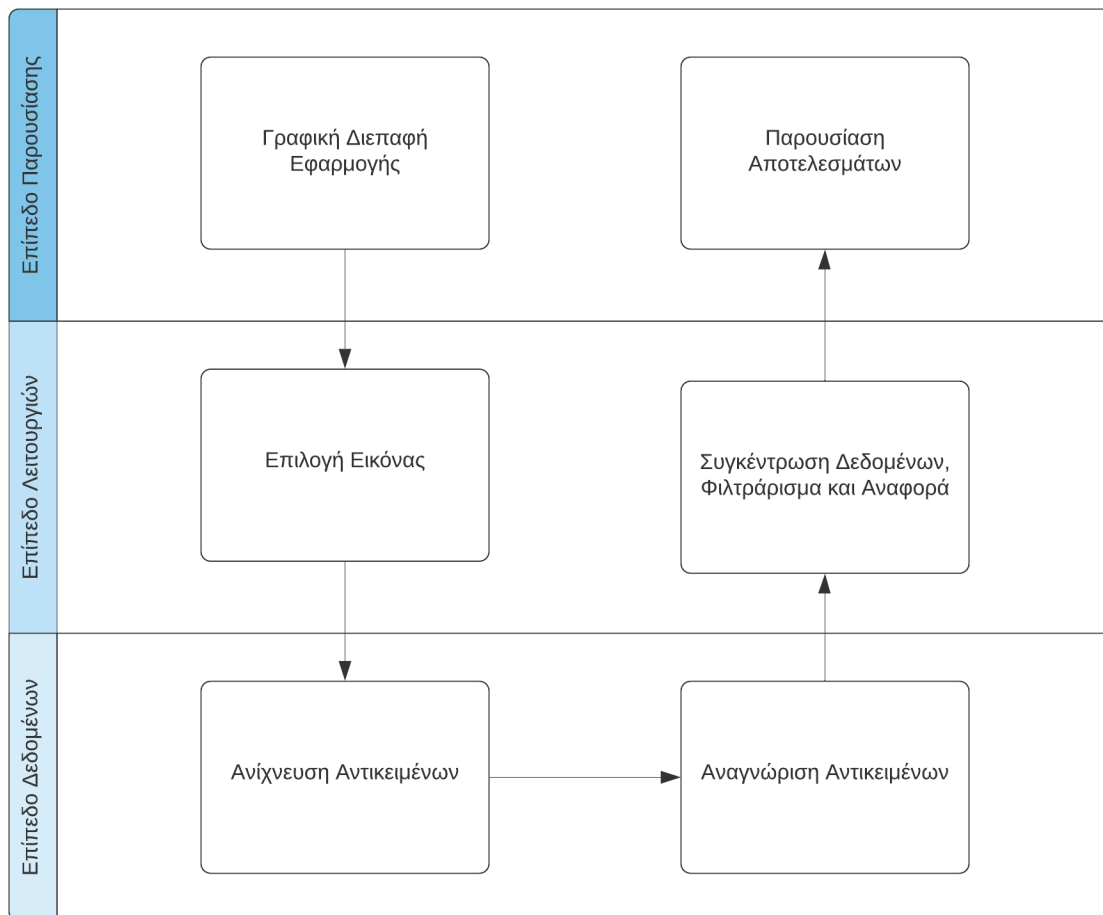 Επίπεδο Παρουσίασης
Γραφική Διεπαφή
Εφαρμογής
Παρουσίαση
Αποτελεσμάτων
Επίπεδο Λειτουργιών
Επιλογή Εικόνας
Συγκέντρωση Δεδομένων,
Φιλτράρισμα και Αναφορά
Επίπεδο Δεδομένων
Ανίχνευση Αντικειμένων
Αναγνώριση Αντικειμένων